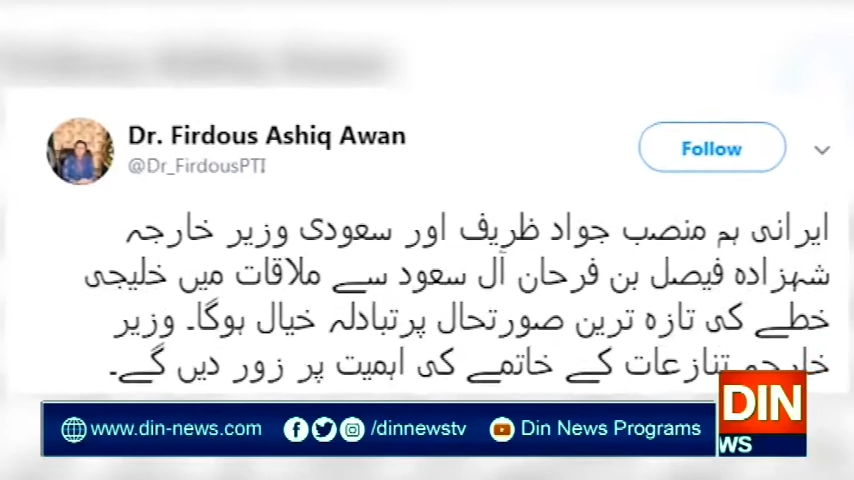 Dr. Firdous Ashiq Awan
@Dr_FirdousPTI
Follow
ایرانی ہم منصب جواد ظریف اور سعودی وزیر خارجہ
شہزادہ فیصل بن فرحان آل سعود سے ملاقات میں خلیجی
خطے کی تازہ ترین صورتحال پرتبادلہ خیال ہوگا۔ وزیر
خارجہ تنازعات کے خاتمے کی اہمیت پر زور دیں گے۔
www.din-news.com /dinnewstv Din News Programs
DIN
WS